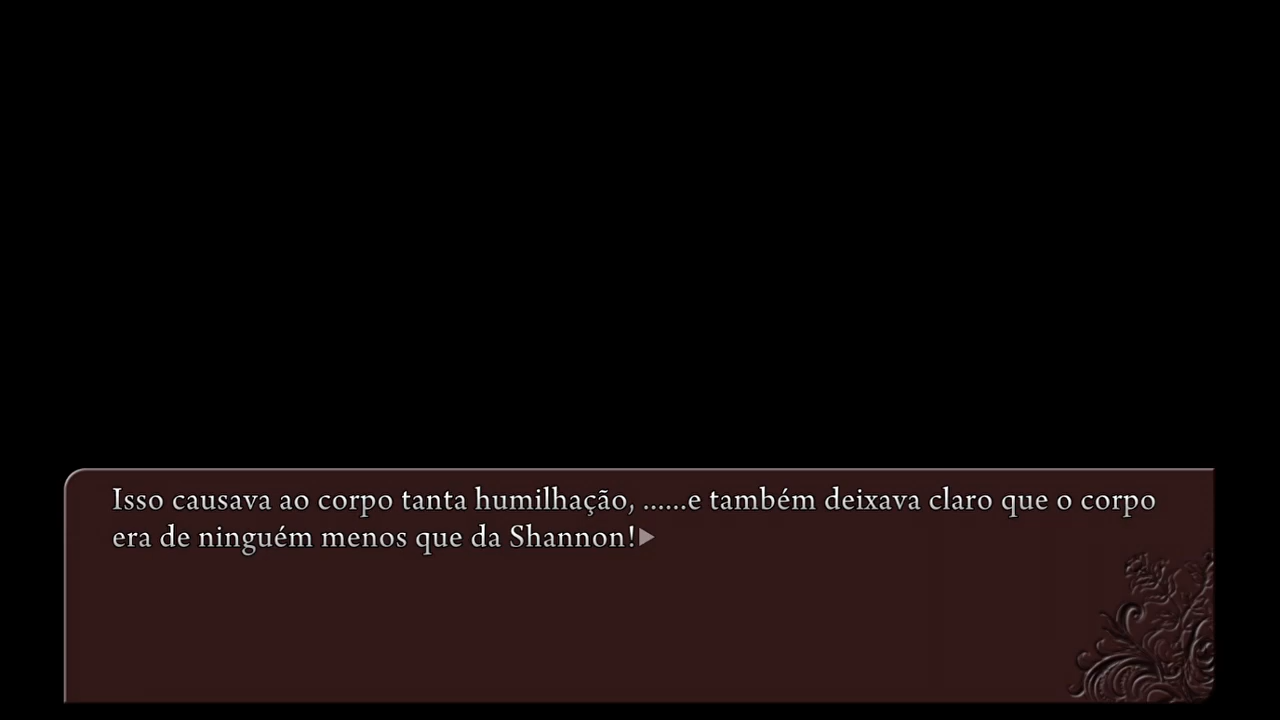 Isso causava ao corpo tanta humilhação, ......e também deixava claro que o corpo
era de ninguém menos que da Shannon!